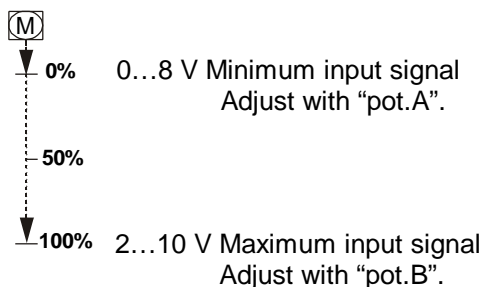 M
0% 0…8 V Minimum input signal
Adjust with “pot.A”.
50%
100% 2…10 V Maximum input signal
Adjust with “pot.B”.